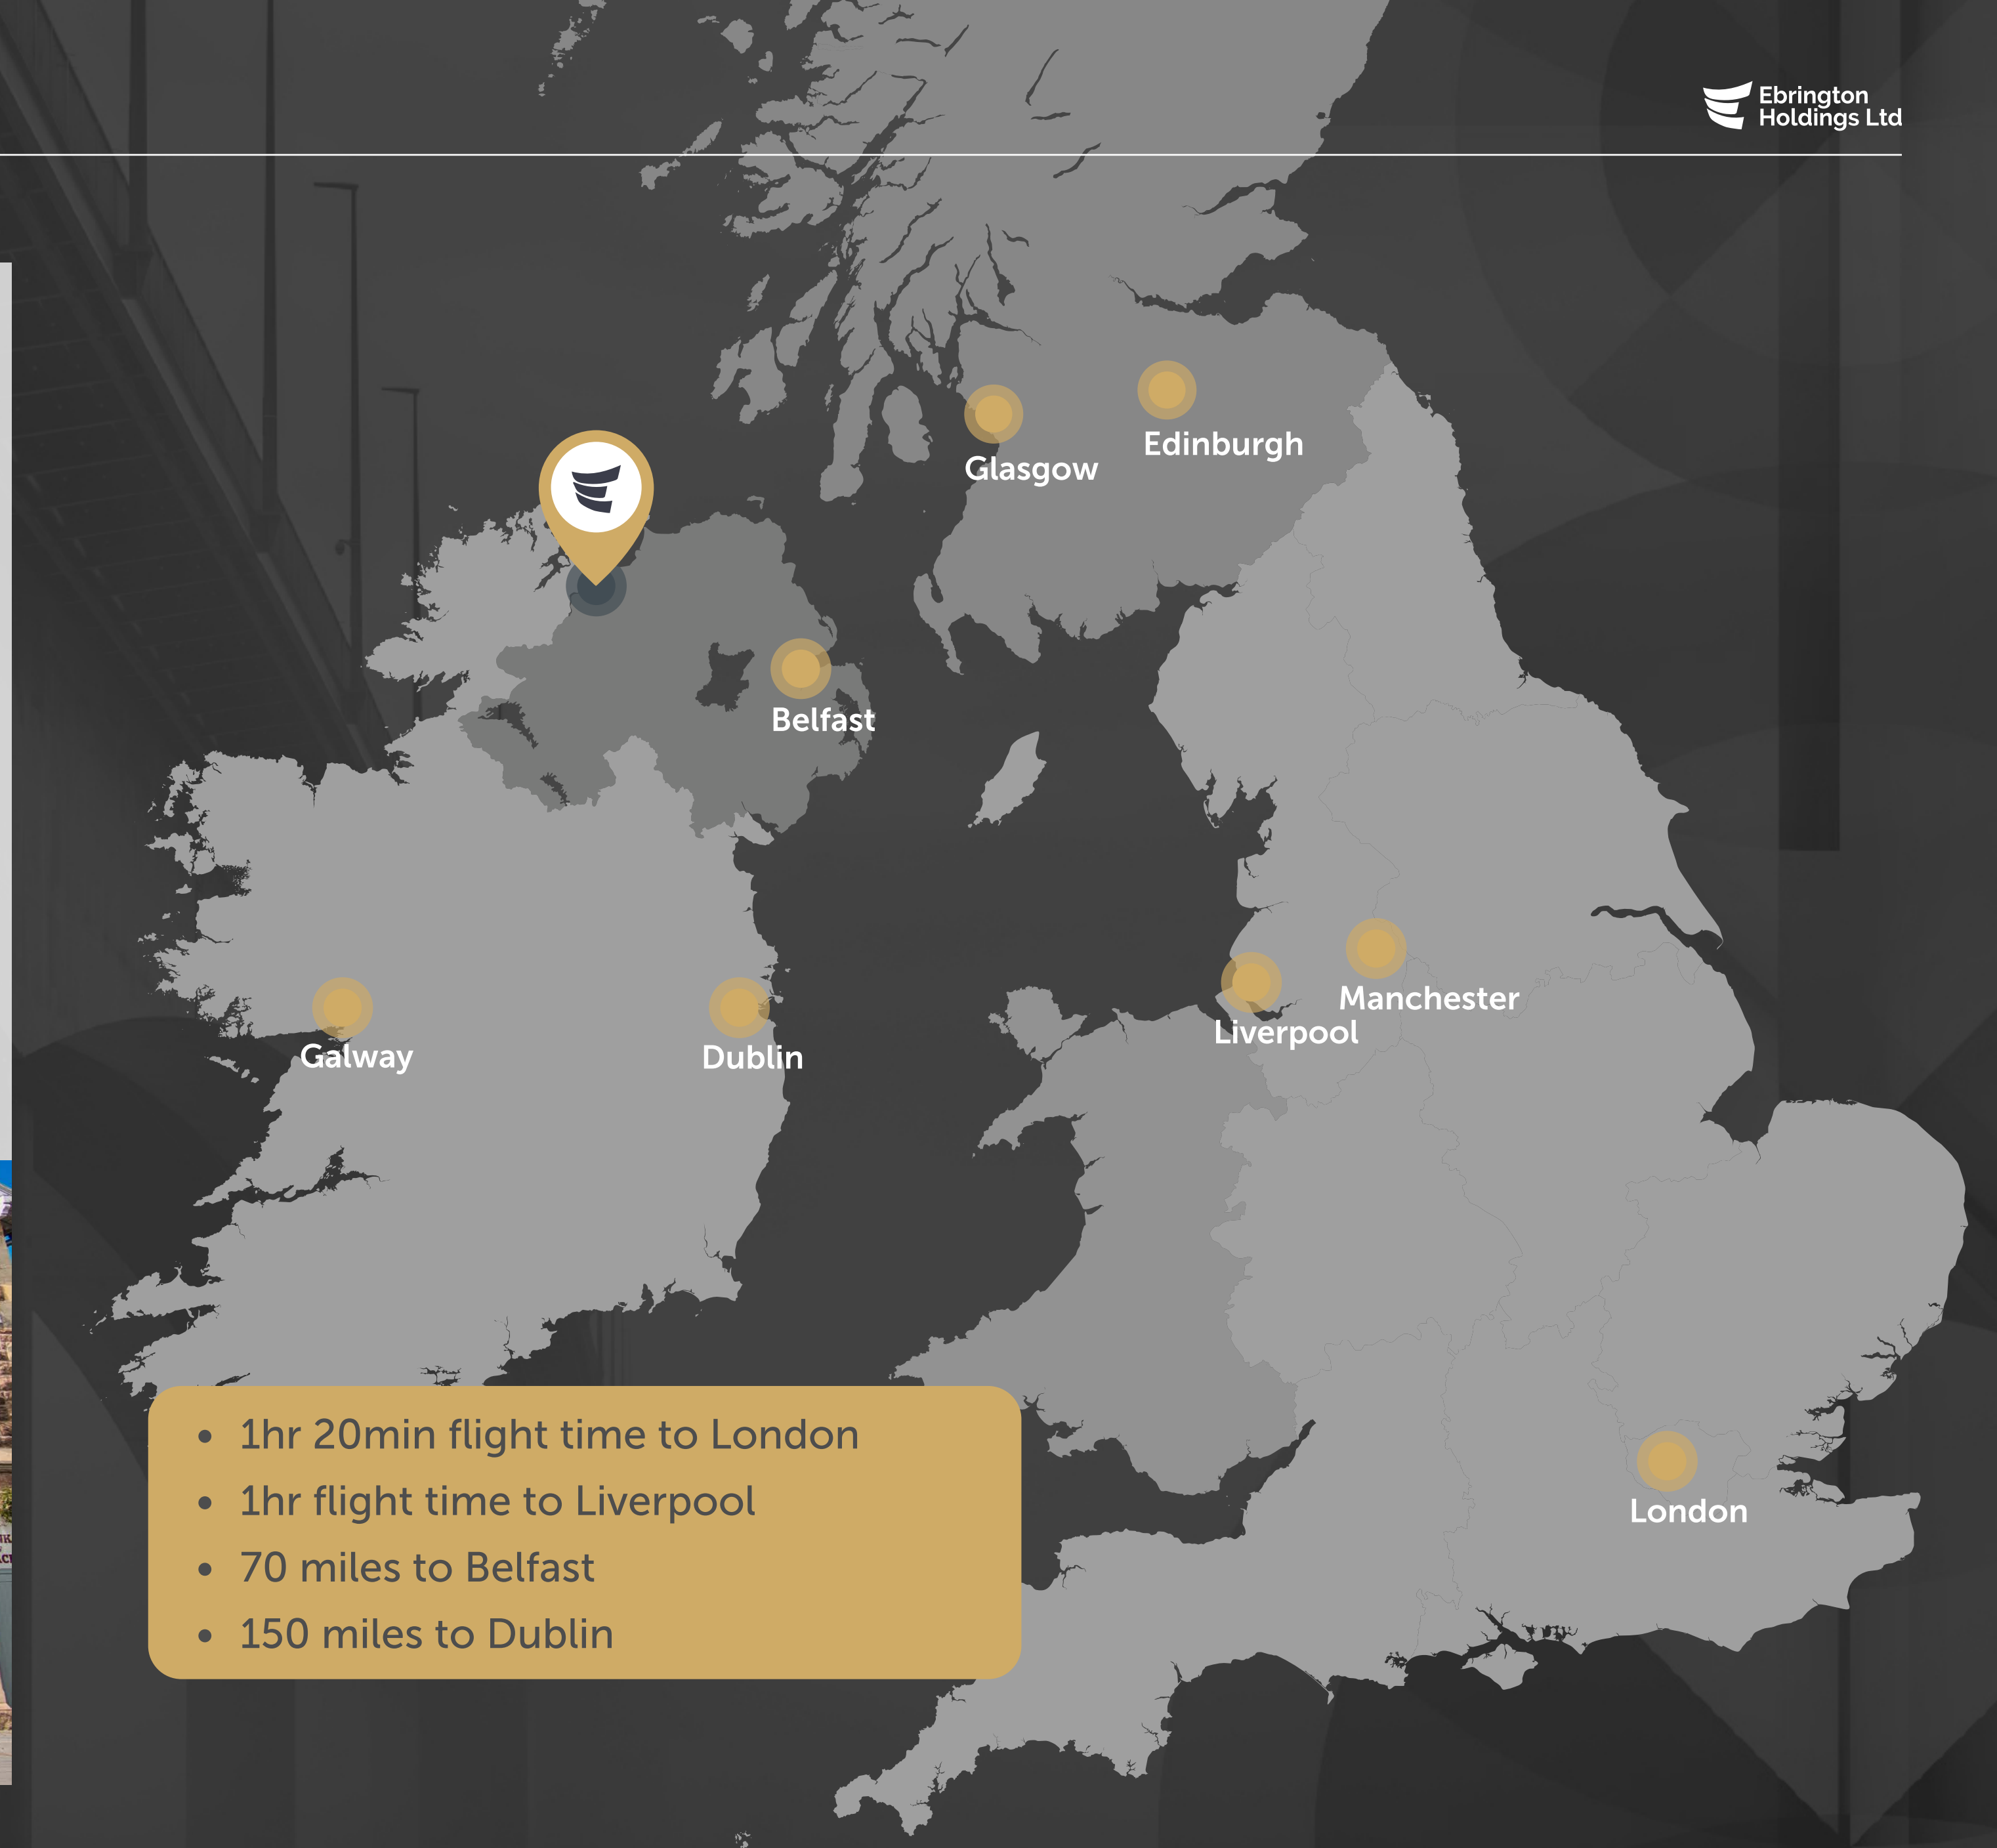 Ebrington
Holdings Ltd
Edinburgh
Glasgow
Belfast
Manchester
Liverpool
Galway
Dublin
• 1hr 20min flight time to London
• 1hr flight time to Liverpool
• 70 miles to Belfast
• 150 miles to Dublin
London